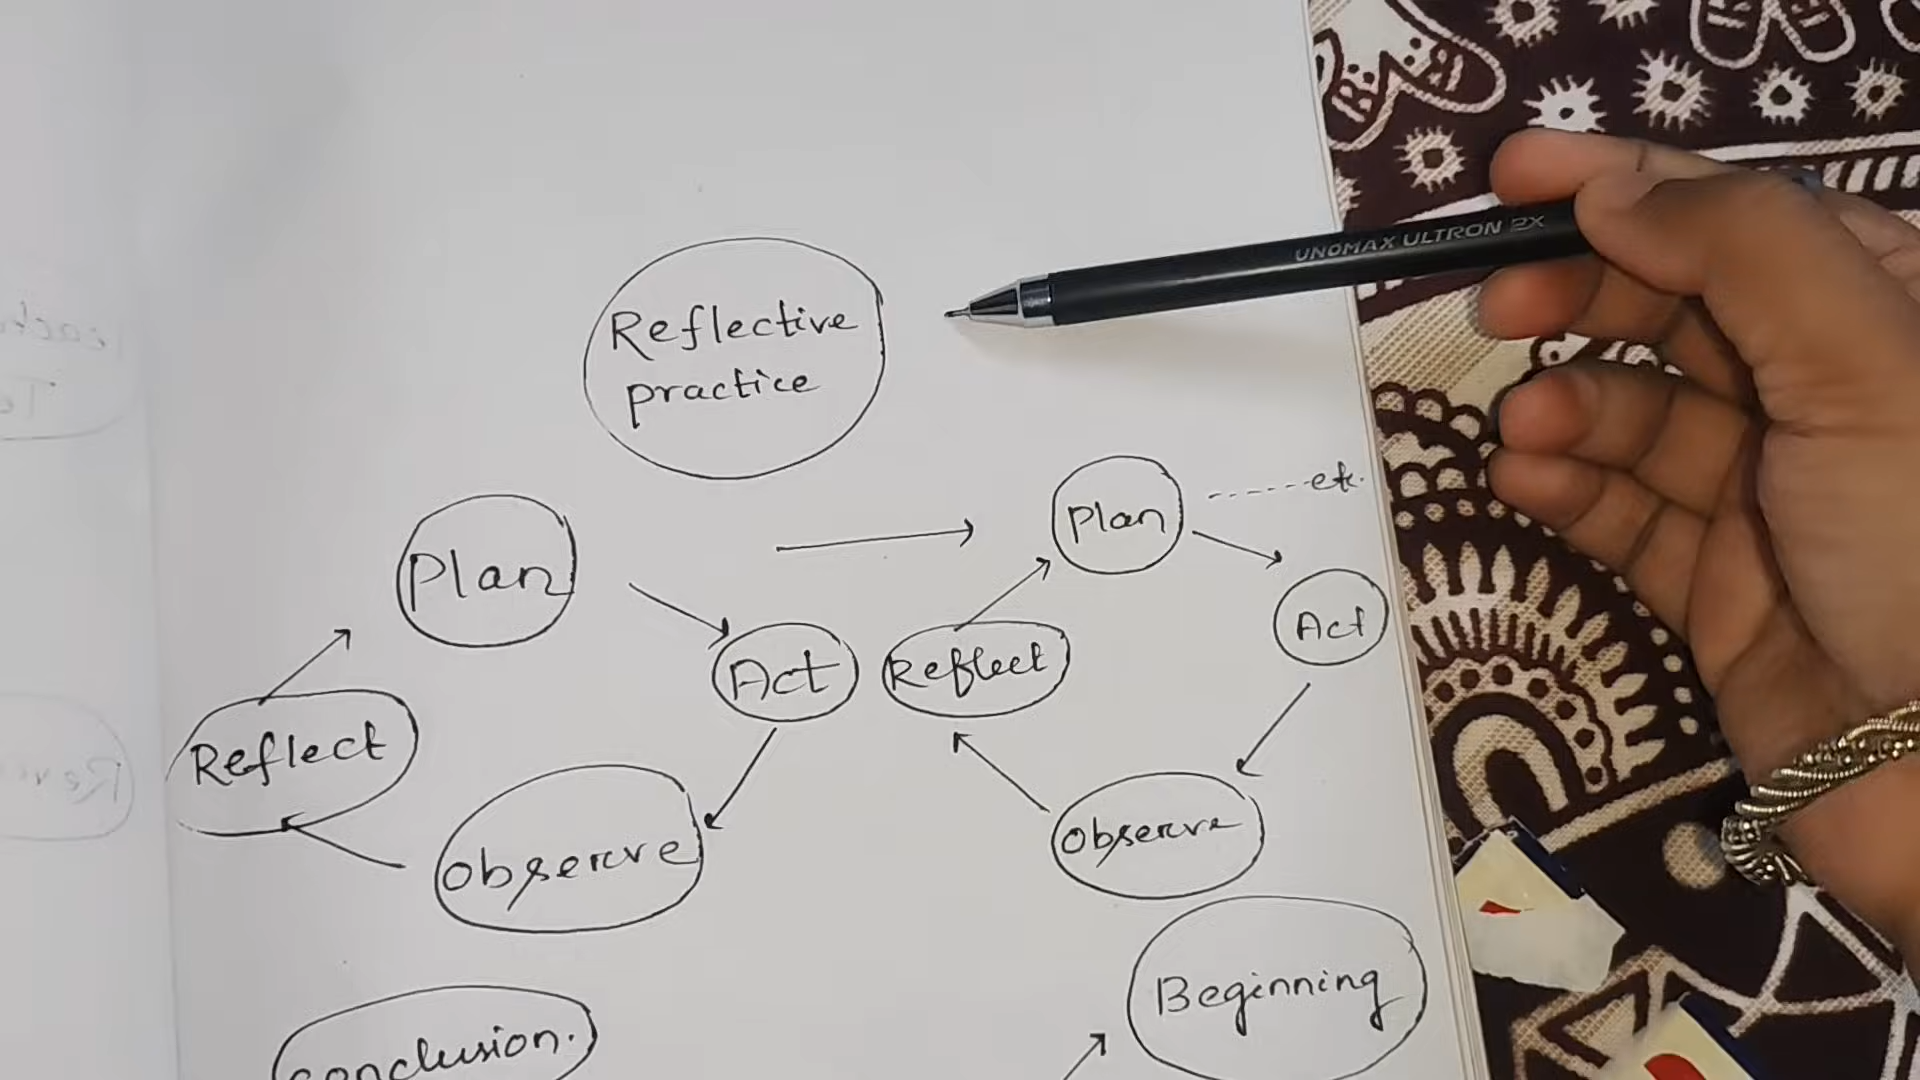 Reflective
practice
UNOMAX ULTRON 2X
Plan
Act
Observe
Reflect
Plan
etc.
Act
Observe
Reflect
Beginning
conclusion.